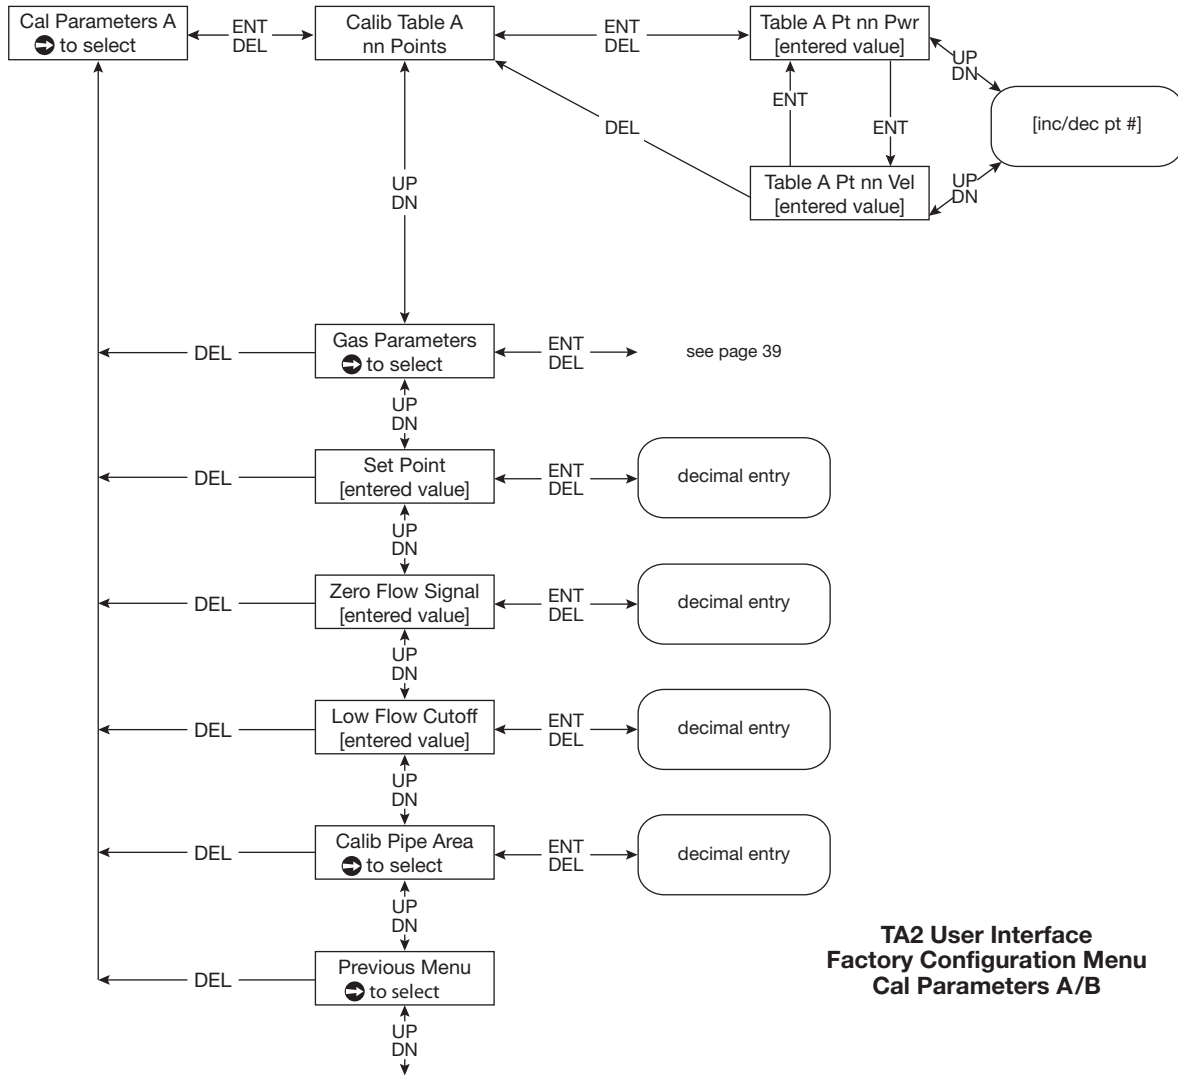 Cal Parameters A
to select
ENT
DEL
Calib Table A
nn Points
ENT
DEL
Table A Pt nn Pwr
[entered value]
UP
DN
[inc/dec pt #]
ENT
ENT
DEL
Table A Pt nn Vel
[entered value]
UP
DN
UP
DN
DEL
Gas Parameters
to select
ENT
DEL
see page 39
UP
DN
DEL
Set Point
[entered value]
ENT
DEL
decimal entry
UP
DN
DEL
Zero Flow Signal
[entered value]
ENT
DEL
decimal entry
UP
DN
DEL
Low Flow Cutoff
[entered value]
ENT
DEL
decimal entry
UP
DN
DEL
Calib Pipe Area
to select
ENT
DEL
decimal entry
UP
DN
DEL
Previous Menu
to select
UP
DN
TA2 User Interface
Factory Configuration Menu
Cal Parameters A/B